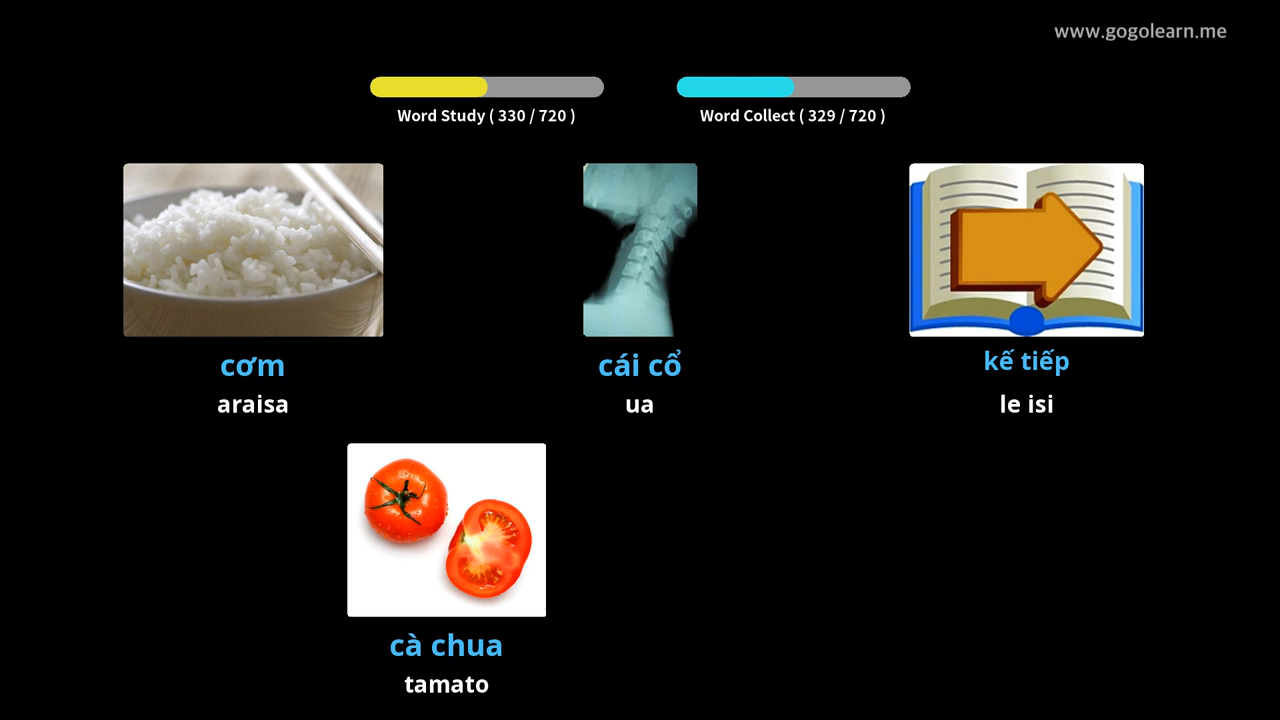 www.gogolearn.me
Word Study ( 330 / 720 )
Word Collect ( 329 / 720 )
cơm
araisa
cái cổ
ua
kế tiếp
le isi
cà chua
tamato